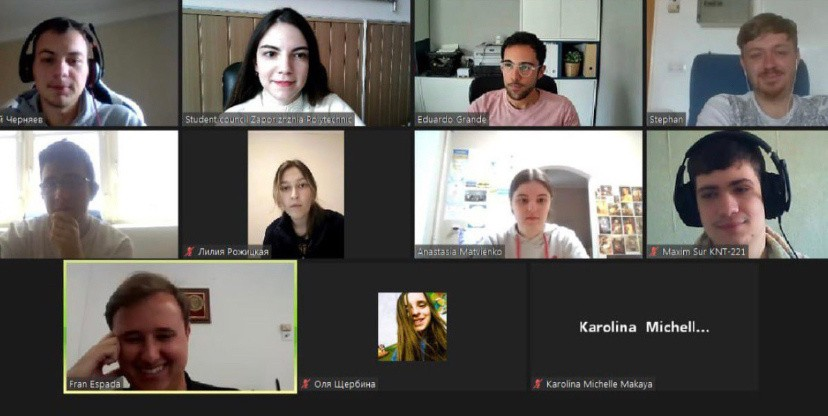 й Черняев
Student council Zaporizhzhia Polytechnic
Eduardo Grande
Stephan
Лилия Рожицкая
Anastasia Matvienko
Maxim Sur KNT-221
Karolina Michell...
Fran Espada
Оля Щербина
Karolina Michelle Makaya